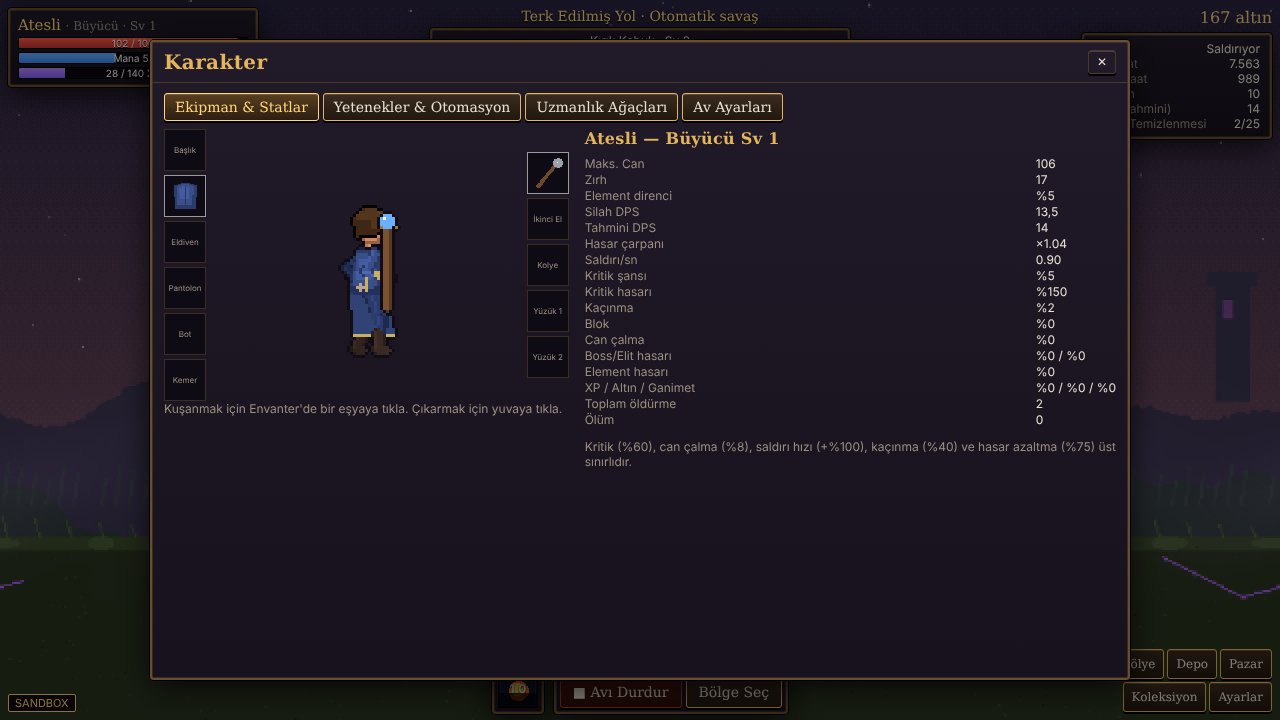 Atesli · Büyücü · Sv 1
Terk Edilmiş Yol · Otomatik savaş
167 altın
102 / 10
Mana 5
28 / 140
Saldırıyor
7.563
989
10
14
Temizlenmesi 2/25
Karakter
×
Ekipman & Statlar
Yetenekler & Otomasyon
Uzmanlık Ağaçları
Av Ayarları
Başlık
Eldiven
Pantolon
Bot
Kemer
İkinci El
Kolye
Yüzük 1
Yüzük 2
Kuşanmak için Envanter'de bir eşyaya tıkla. Çıkarmak için yuvaya tıkla.
Atesli — Büyücü Sv 1
Maks. Can 106
Zırh 17
Element direnci %5
Silah DPS 13,5
Tahmini DPS 14
Hasar çarpanı ×1.04
Saldırı/sn 0.90
Kritik şansı %5
Kritik hasarı %150
Kaçınma %2
Blok %0
Can çalma %0
Boss/Elit hasarı %0 / %0
Element hasarı %0
XP / Altın / Ganimet %0 / %0 / %0
Toplam öldürme 2
Ölüm 0
Kritik (%60), can çalma (%8), saldırı hızı (+%100), kaçınma (%40) ve hasar azaltma (%75) üst
sınırlıdır.
Depo
Pazar
Koleksiyon
Ayarlar
Avı Durdur
Bölge Seç
SANDBOX